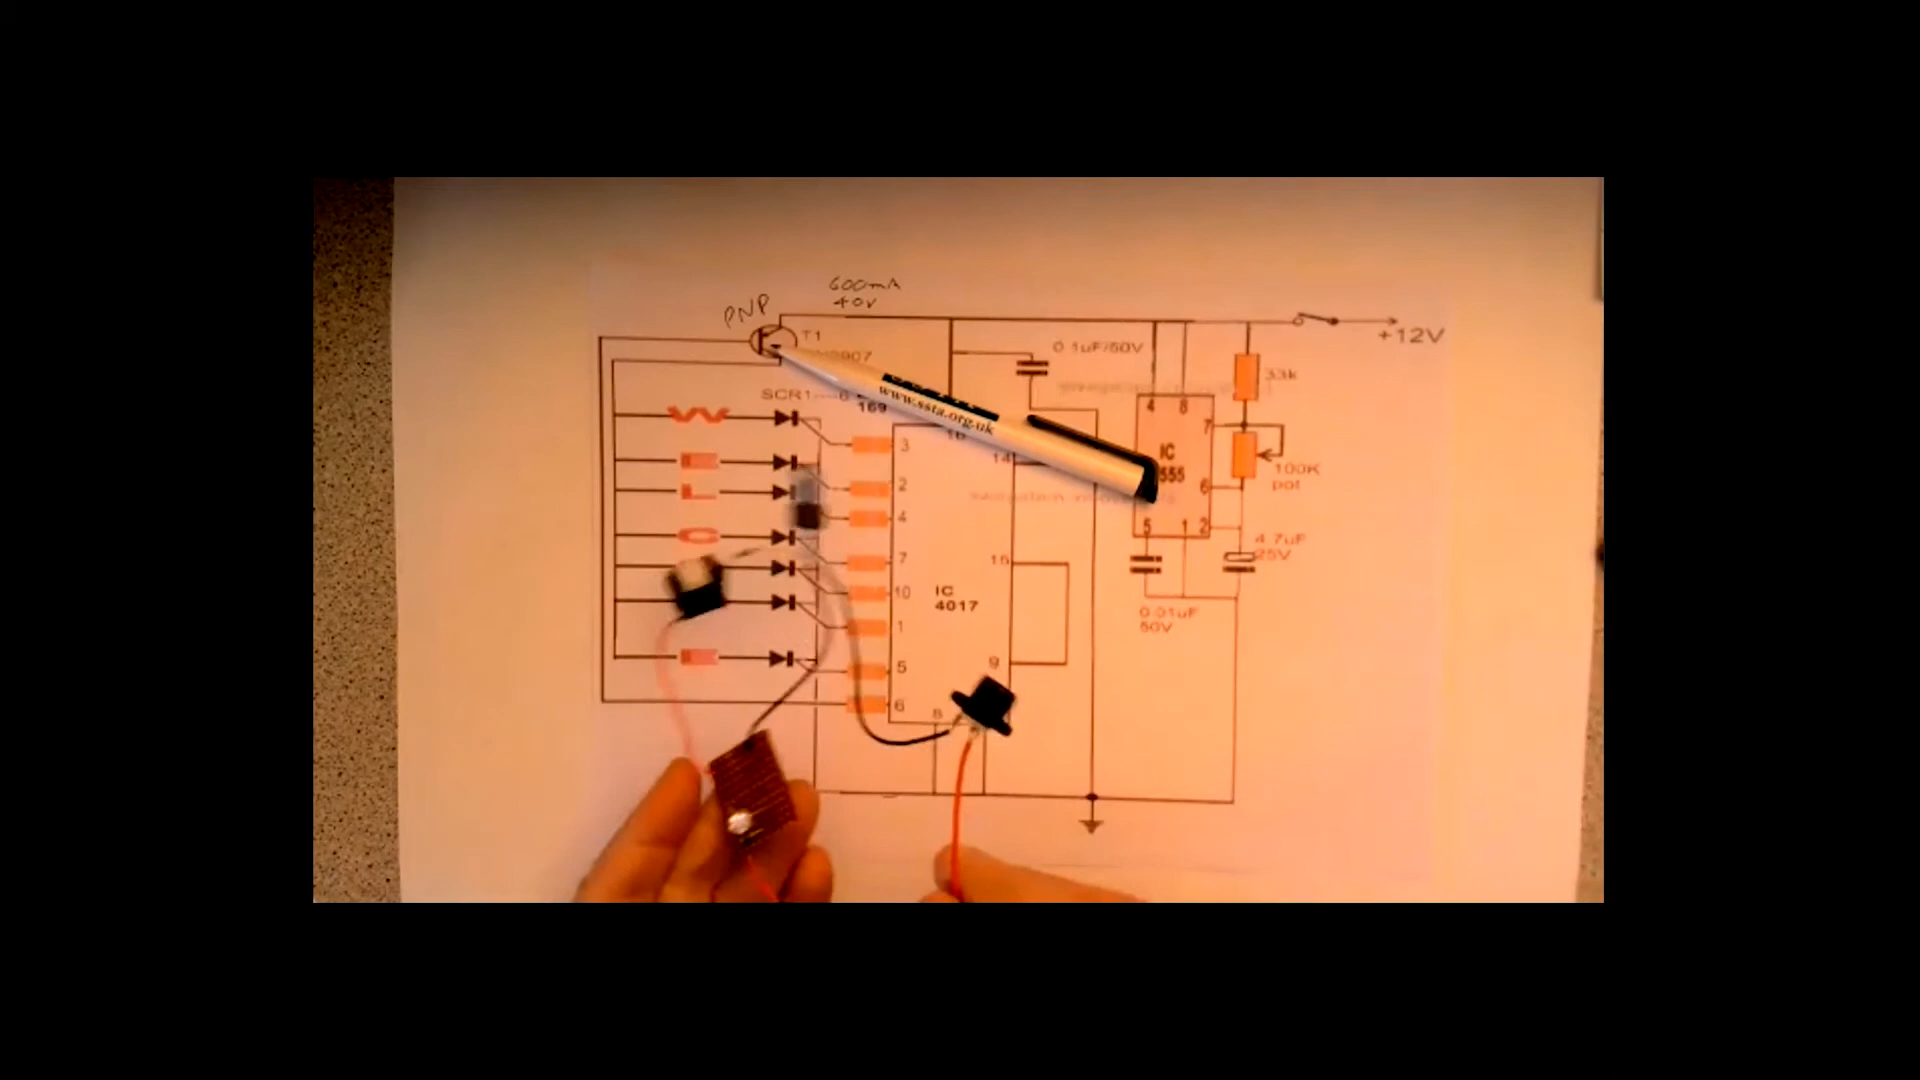 600mA
40V
PNP
T1
+12V
0.1uF/50V
33k
SCR1
169
www.ssta.org.uk
4
8
3
16
7
IC
555
14
100K
pot
2
6
4
5
1
2
4.7uF
25V
7
15
10
IC
4017
0.01uF
50V
1
5
9
6
8